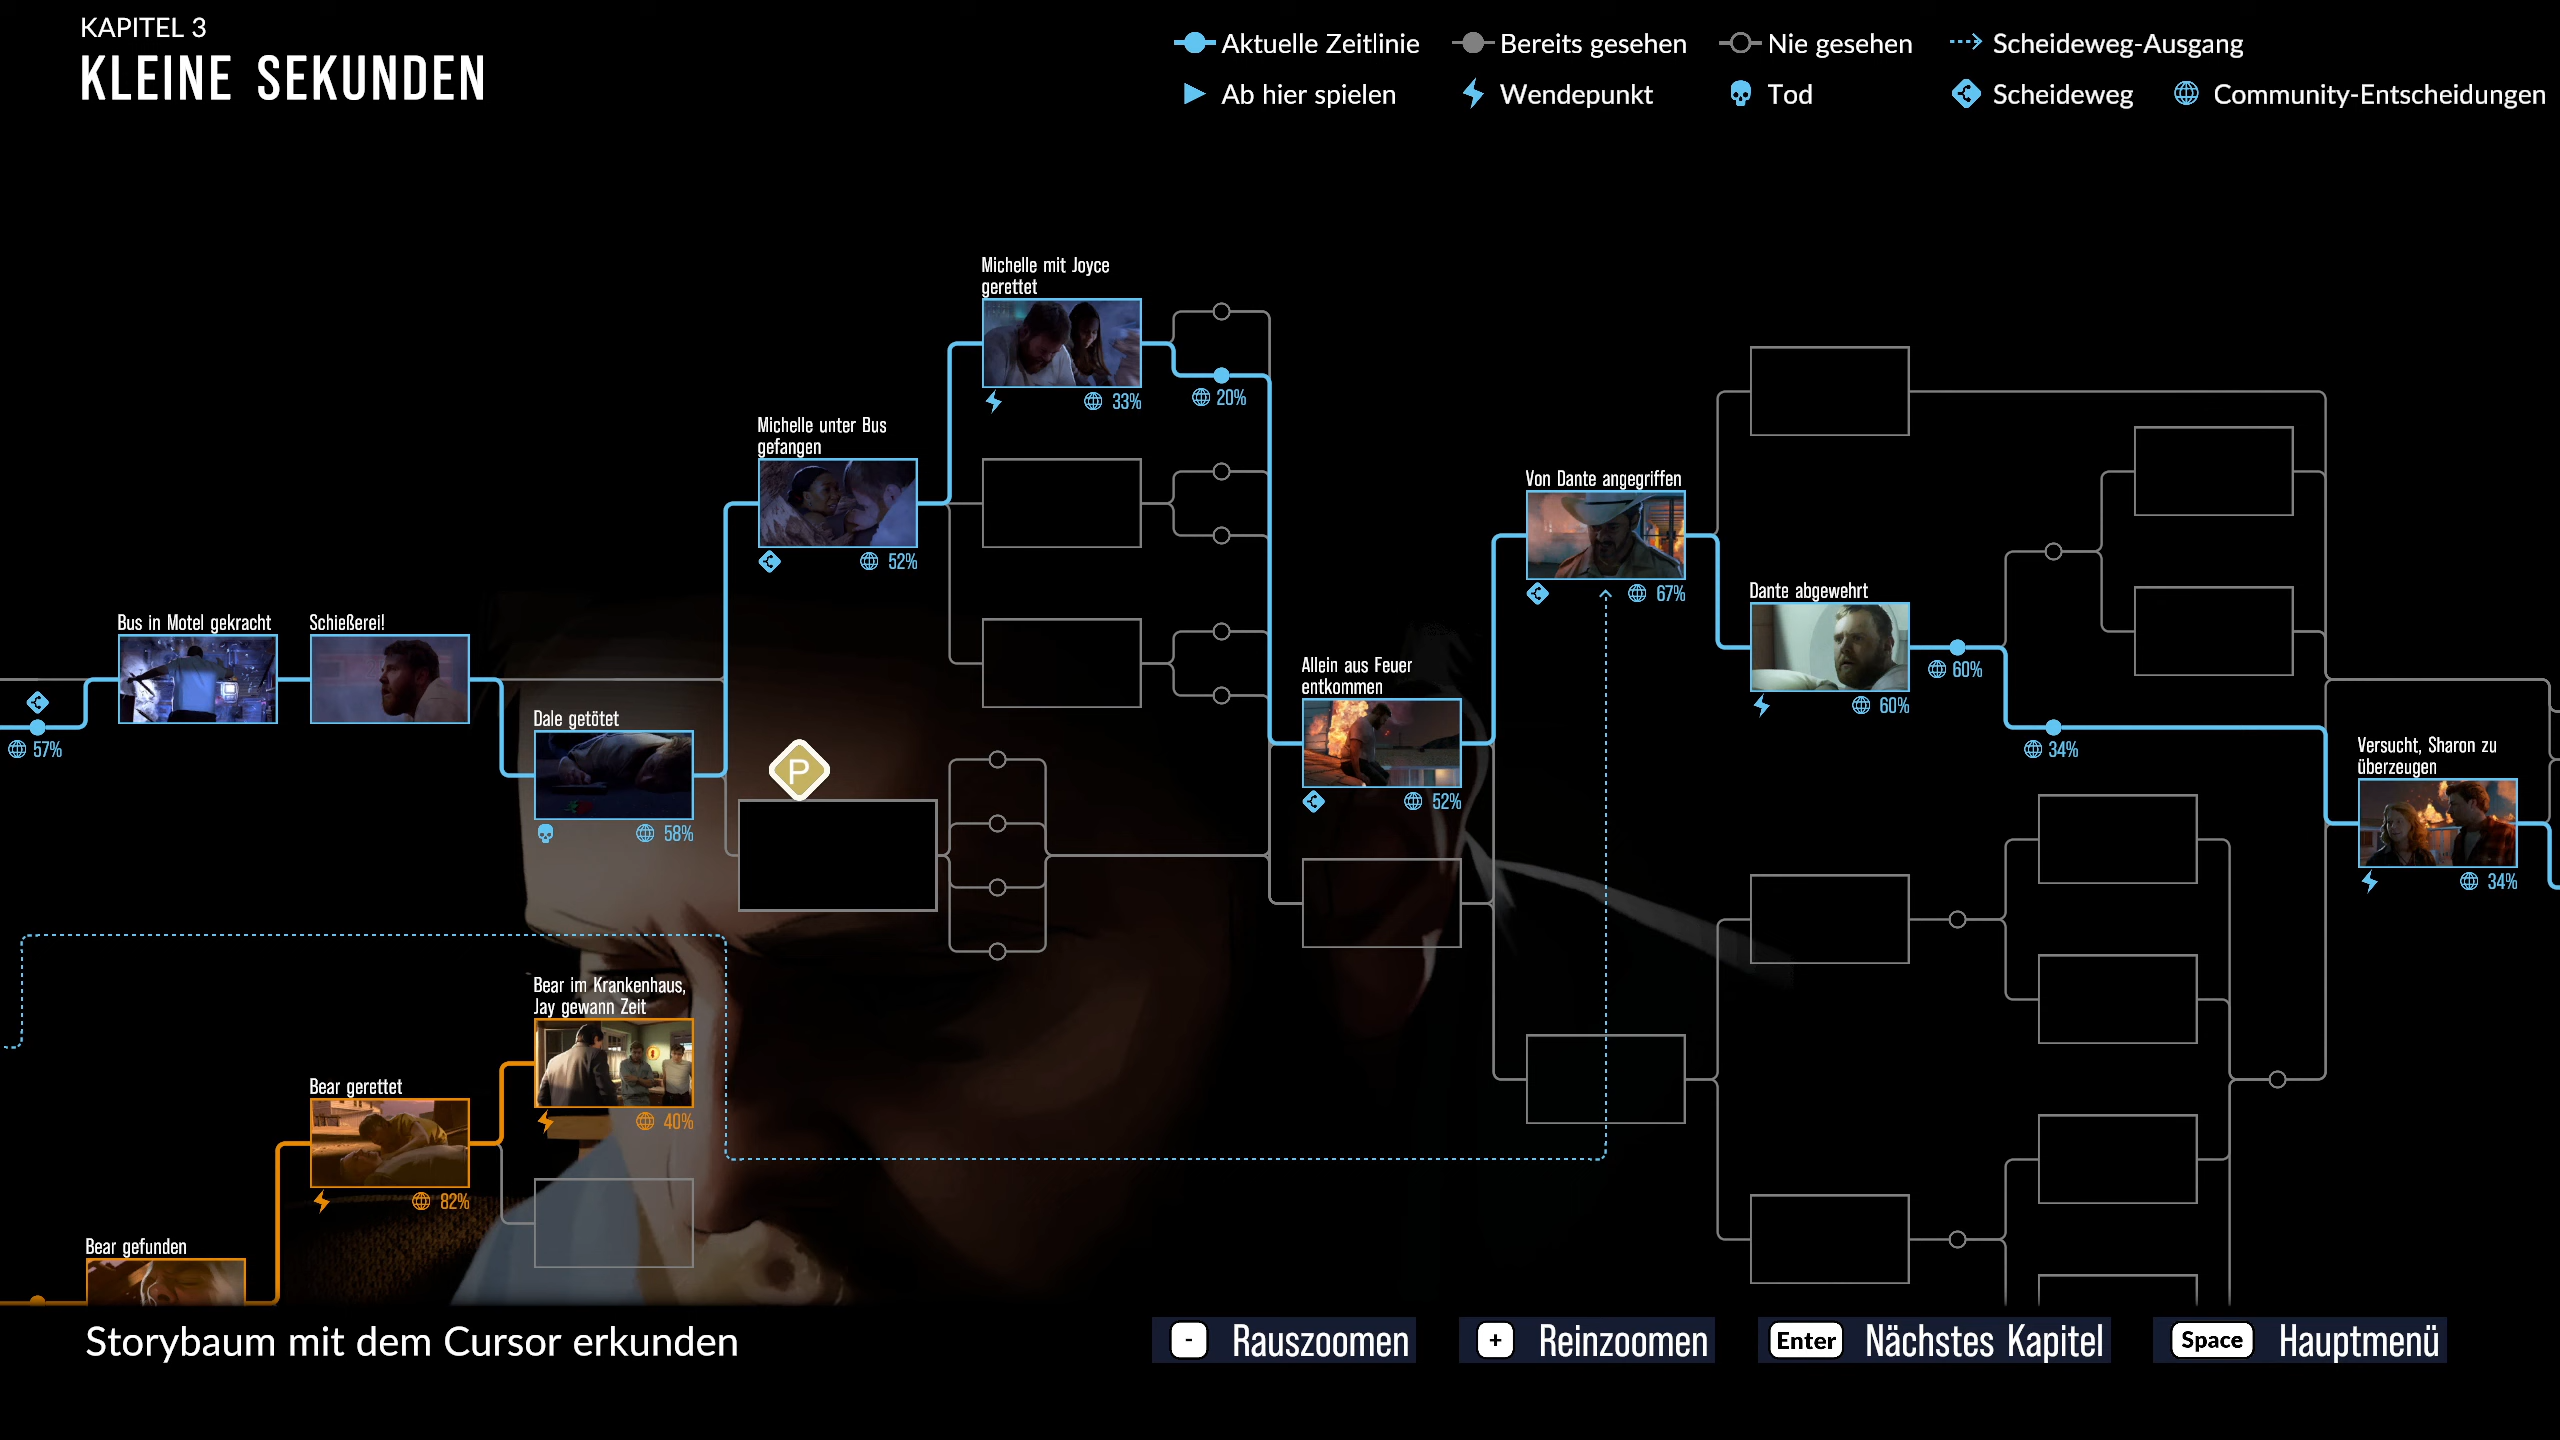 KAPITEL 3
KLEINE SEKUNDEN
Aktuelle Zeitlinie
Bereits gesehen
Nie gesehen
Scheideweg-Ausgang
Ab hier spielen
Wendepunkt
Tod
Scheideweg
Community-Entscheidungen
Michelle mit Joyce
gerettet
33%
20%
Michelle unter Bus
gefangen
52%
Von Dante angegriffen
67%
Dante abgewehrt
60%
60%
Bus in Motel gekracht
Schießerei!
57%
Allein aus Feuer
entkommen
52%
Dale getötet
58%
P
34%
Versucht, Sharon zu
überzeugen
34%
Bear im Krankenhaus,
Jay gewann Zeit
40%
Bear gerettet
82%
Bear gefunden
Storybaum mit dem Cursor erkunden
- Rauszoomen
+ Reinzoomen
Enter Nächstes Kapitel
Space Hauptmenü